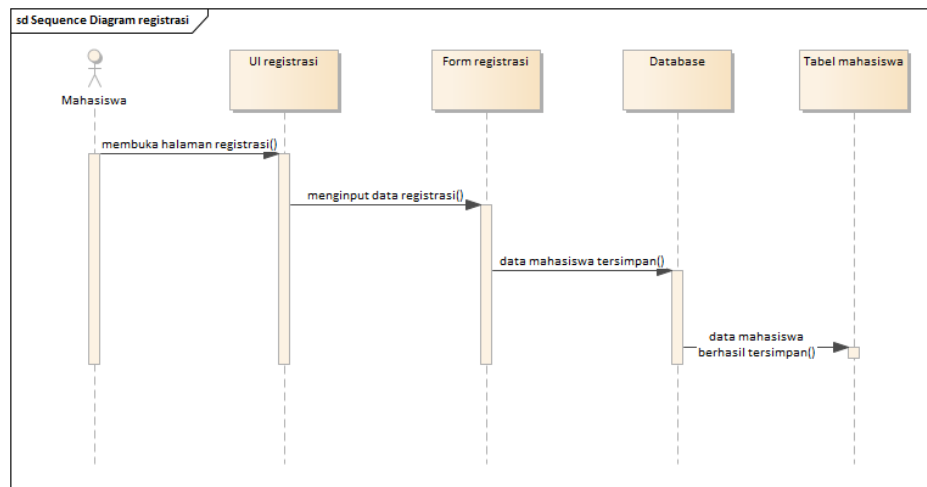 sd Sequence Diagram registrasi
Mahasiswa
UI registrasi
Form registrasi
Database
Tabel mahasiswa
membuka halaman registrasi()
menginput data registrasi()
data mahasiswa tersimpan()
data mahasiswa
berhasil tersimpan()